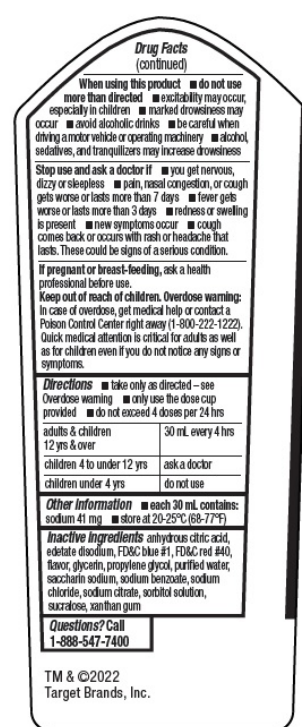 Drug Facts
(continued)
When using this product ■ do not use
more than directed ■ excitability may occur,
especially in children ■ marked drowsiness may
occur ■ avoid alcoholic drinks ■ be careful when
driving a motor vehicle or operating machinery ■ alcohol,
sedatives, and tranquilizers may increase drowsiness
Stop use and ask a doctor if ■ you get nervous,
dizzy or sleepless ■ pain, nasal congestion, or cough
gets worse or lasts more than 7 days ■ fever gets
worse or lasts more than 3 days ■ redness or swelling
is present ■ new symptoms occur ■ cough
comes back or occurs with rash or headache that
lasts. These could be signs of a serious condition.
If pregnant or breast-feeding, ask a health
professional before use.
Keep out of reach of children. Overdose warning:
In case of overdose, get medical help or contact a
Poison Control Center right away (1-800-222-1222).
Quick medical attention is critical for adults as well
as for children even if you do not notice any signs or
symptoms.
Directions ■ take only as directed – see
Overdose warning ■ only use the dose cup
provided ■ do not exceed 4 doses per 24 hrs
adults & children 30 mL every 4 hrs
12 yrs & over
children 4 to under 12 yrs ask a doctor
children under 4 yrs do not use
Other information ■ each 30 mL contains:
sodium 41 mg ■ store at 20-25°C (68-77°F)
Inactive ingredients anhydrous citric acid,
edetate disodium, FD&C blue #1, FD&C red #40,
flavor, glycerin, propylene glycol, purified water,
saccharin sodium, sodium benzoate, sodium
chloride, sodium citrate, sorbitol solution,
sucralose, xanthan gum
Questions? Call
1-888-547-7400
TM & ©2022
Target Brands, Inc.